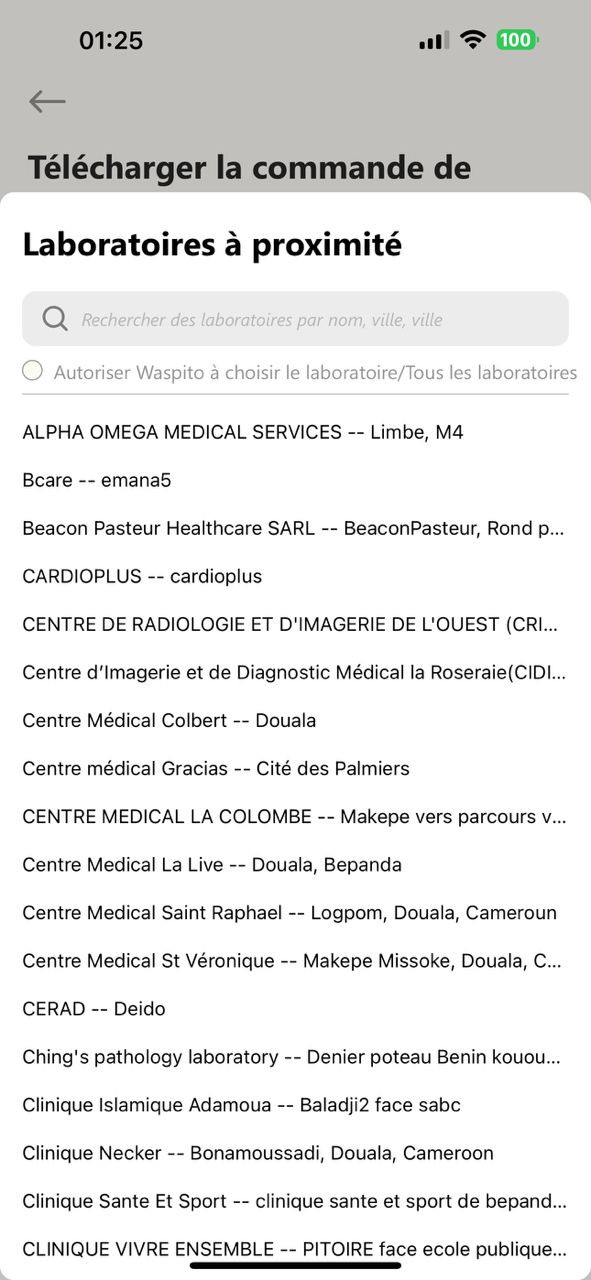 01:25
100
Télécharger la commande de
Laboratoires à proximité
Rechercher des laboratoires par nom, ville, ville
Autoriser Waspito à choisir le laboratoire/Tous les laboratoires
ALPHA OMEGA MEDICAL SERVICES -- Limbe, M4
Bcare -- emana5
Beacon Pasteur Healthcare SARL -- BeaconPasteur, Rond p...
CARDIOPLUS -- cardioplus
CENTRE DE RADIOLOGIE ET D'IMAGERIE DE L'OUEST (CRI...
Centre d’Imagerie et de Diagnostic Médical la Roseraie(CIDI...
Centre Médical Colbert -- Douala
Centre médical Gracias -- Cité des Palmiers
CENTRE MEDICAL LA COLOMBE -- Makepe vers parcours v...
Centre Medical La Live -- Douala, Bepanda
Centre Medical Saint Raphael -- Logpom, Douala, Cameroun
Centre Medical St Véronique -- Makepe Missoke, Douala, C...
CERAD -- Deido
Ching's pathology laboratory -- Denier poteau Benin kouou...
Clinique Islamique Adamoua -- Baladji2 face sabc
Clinique Necker -- Bonamoussadi, Douala, Cameroon
Clinique Sante Et Sport -- clinique sante et sport de bepand...
CLINIQUE VIVRE ENSEMBLE -- PITOIRE face ecole publique...